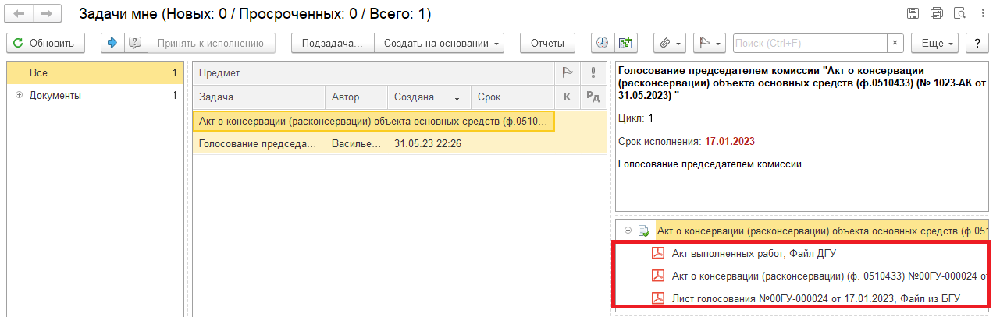 Задачи мне (Новых: 0 / Просроченных: 0 / Всего: 1)
Обновить
Принять к исполнению
Подзадача...
Создать на основании
Отчеты
Поиск (Ctrl+F)
×
Еще
?
Все 1
Документы 1
Предмет
Задача Автор Создана ↓ Срок К РД
Акт о консервации (расконсервации) объекта основных средств (ф.0510...
Голосование председа... Василье... 31.05.23 22:26
Голосование председателем комиссии "Акт о консервации
(расконсервации) объекта основных средств (ф.0510433) (№ 1023-АК от
31.05.2023) "
Цикл: 1
Срок исполнения: 17.01.2023
Голосование председателем комиссии
Акт о консервации (расконсервации) объекта основных средств (ф.051
Акт выполненных работ, Файл ДГУ
Акт о консервации (расконсервации) (ф. 0510433) №00ГУ-000024 от
Лист голосования №00ГУ-000024 от 17.01.2023, Файл из БГУ